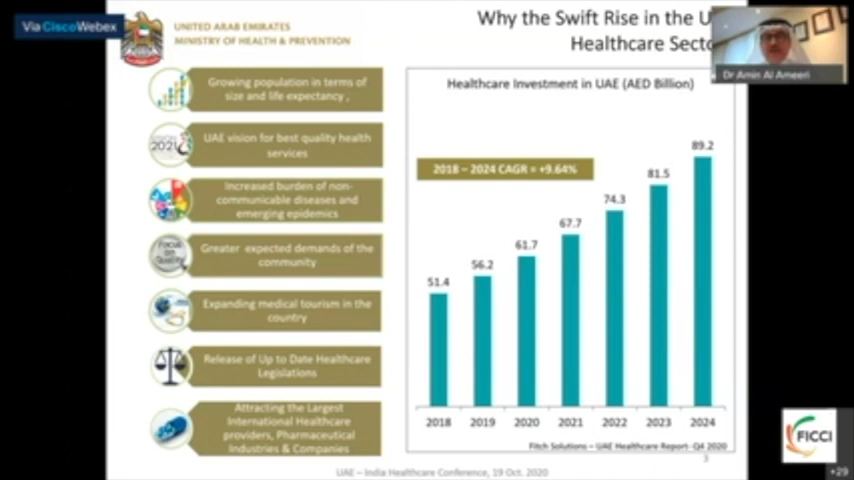 Via Cisco Webex
UNITED ARAB EMIRATES
MINISTRY OF HEALTH & PREVENTION
Why the Swift Rise in the U
Healthcare Secto
Dr Amin Al Ameeri
Growing population in terms of
size and life expectancy ,
2021
UAE vision for best quality health
services
Increased burden of non-
communicable diseases and
emerging epidemics
Focus
on
Quality
Greater expected demands of the
community
Expanding medical tourism in the
country
Release of Up to Date Healthcare
Legislations
Attracting the Largest
International Healthcare
providers, Pharmaceutical
Industries & Companies
Healthcare Investment in UAE (AED Billion)
2018 – 2024 CAGR = +9.64%
51.4
56.2
61.7
67.7
74.3
81.5
89.2
2018 2019 2020 2021 2022 2023 2024
Fitch Solutions – UAE Healthcare Report- Q4 2020
3
UAE – India Healthcare Conference, 19 Oct. 2020
FICCI
+29